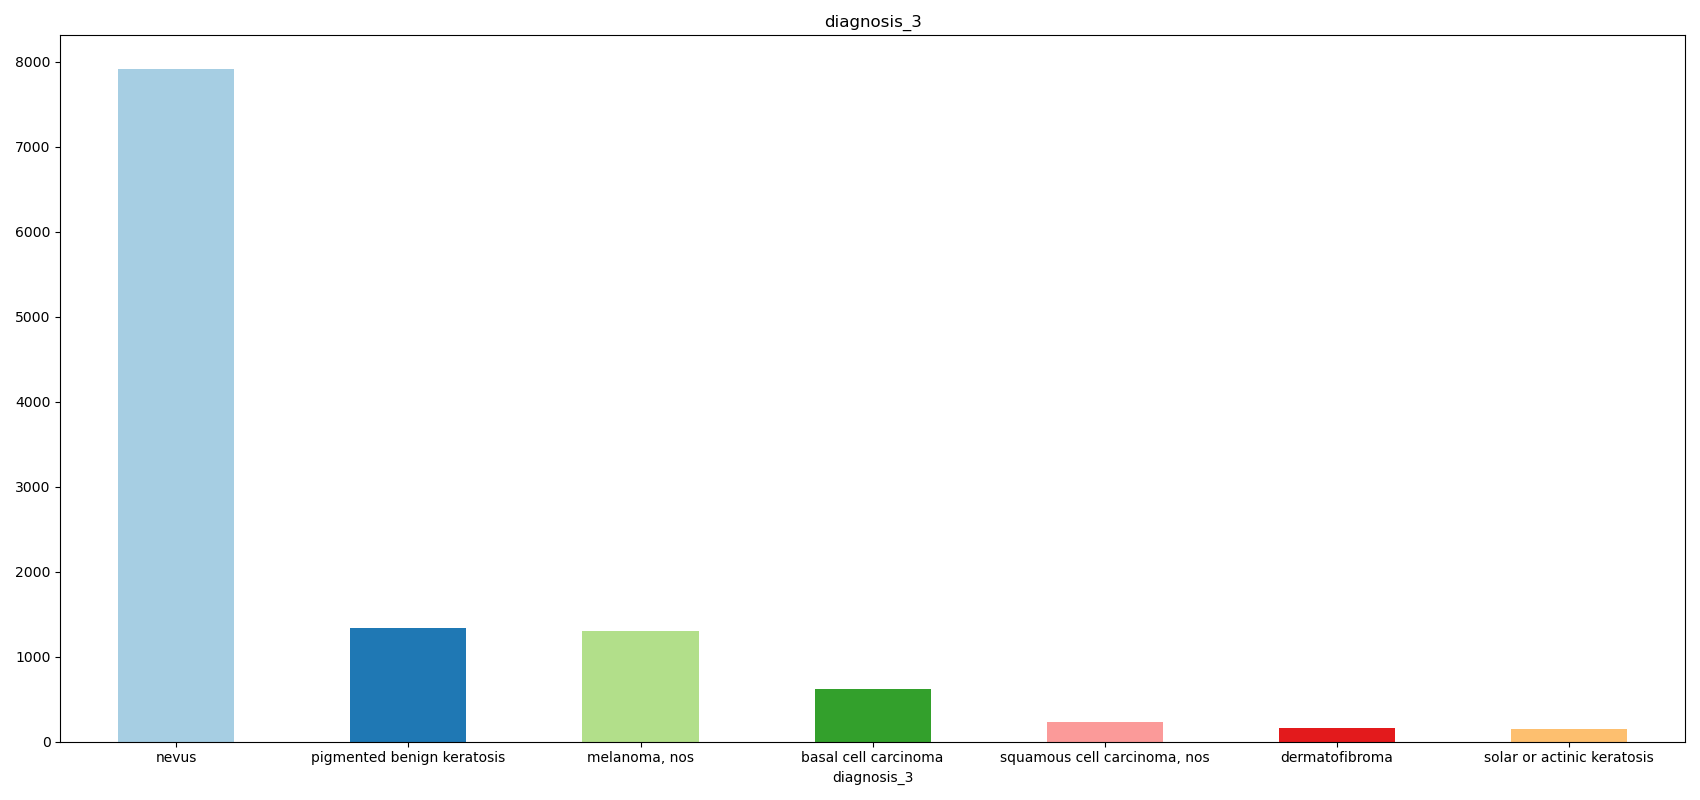 diagnosis_3
8000
7000
6000
5000
4000
3000
2000
1000
0
nevus
pigmented benign keratosis
melanoma, nos
basal cell carcinoma
squamous cell carcinoma, nos
dermatofibroma
solar or actinic keratosis
diagnosis_3